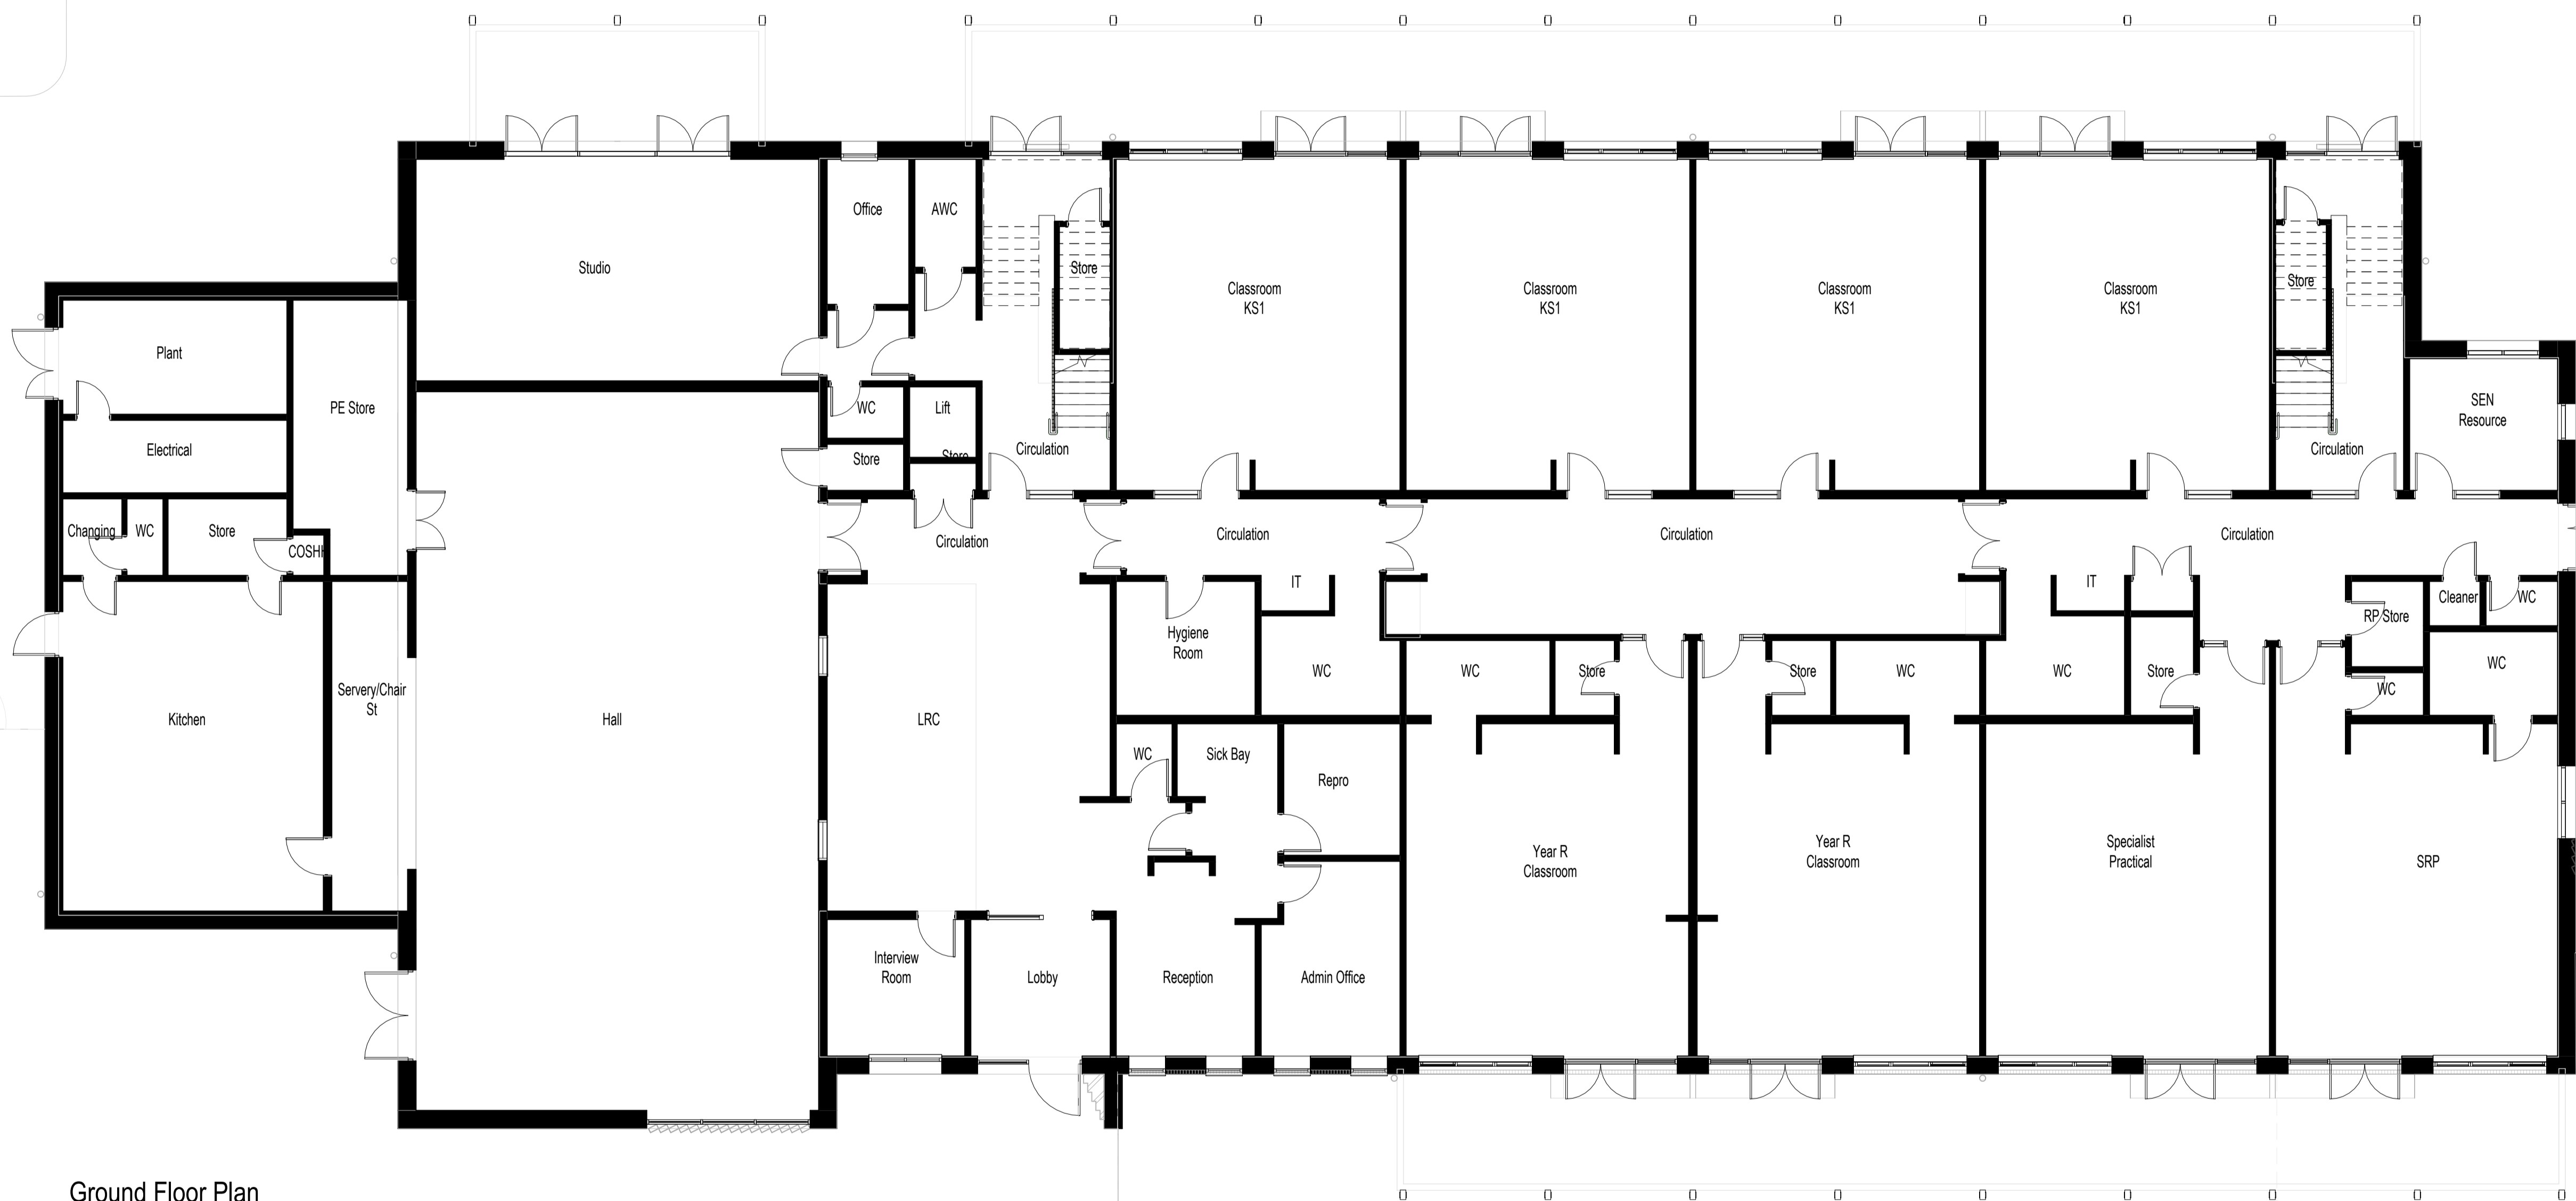 Office
AWC
Studio
Store
Classroom
KS1
Classroom
KS1
Classroom
KS1
Classroom
KS1
Store
Plant
PE Store
WC
Lift
SEN
Resource
Electrical
Store
Store
Circulation
Circulation
Changing
WC
Store
COSHH
Circulation
Circulation
Circulation
Circulation
IT
IT
Cleaner
WC
RP Store
Hygiene
Room
WC
WC
Store
Store
WC
WC
Store
WC
WC
Servery/Chair
St
Kitchen
Hall
LRC
WC
Sick Bay
Repro
Year R
Classroom
Year R
Classroom
Specialist
Practical
SRP
Interview
Room
Lobby
Reception
Admin Office
Ground Floor Plan